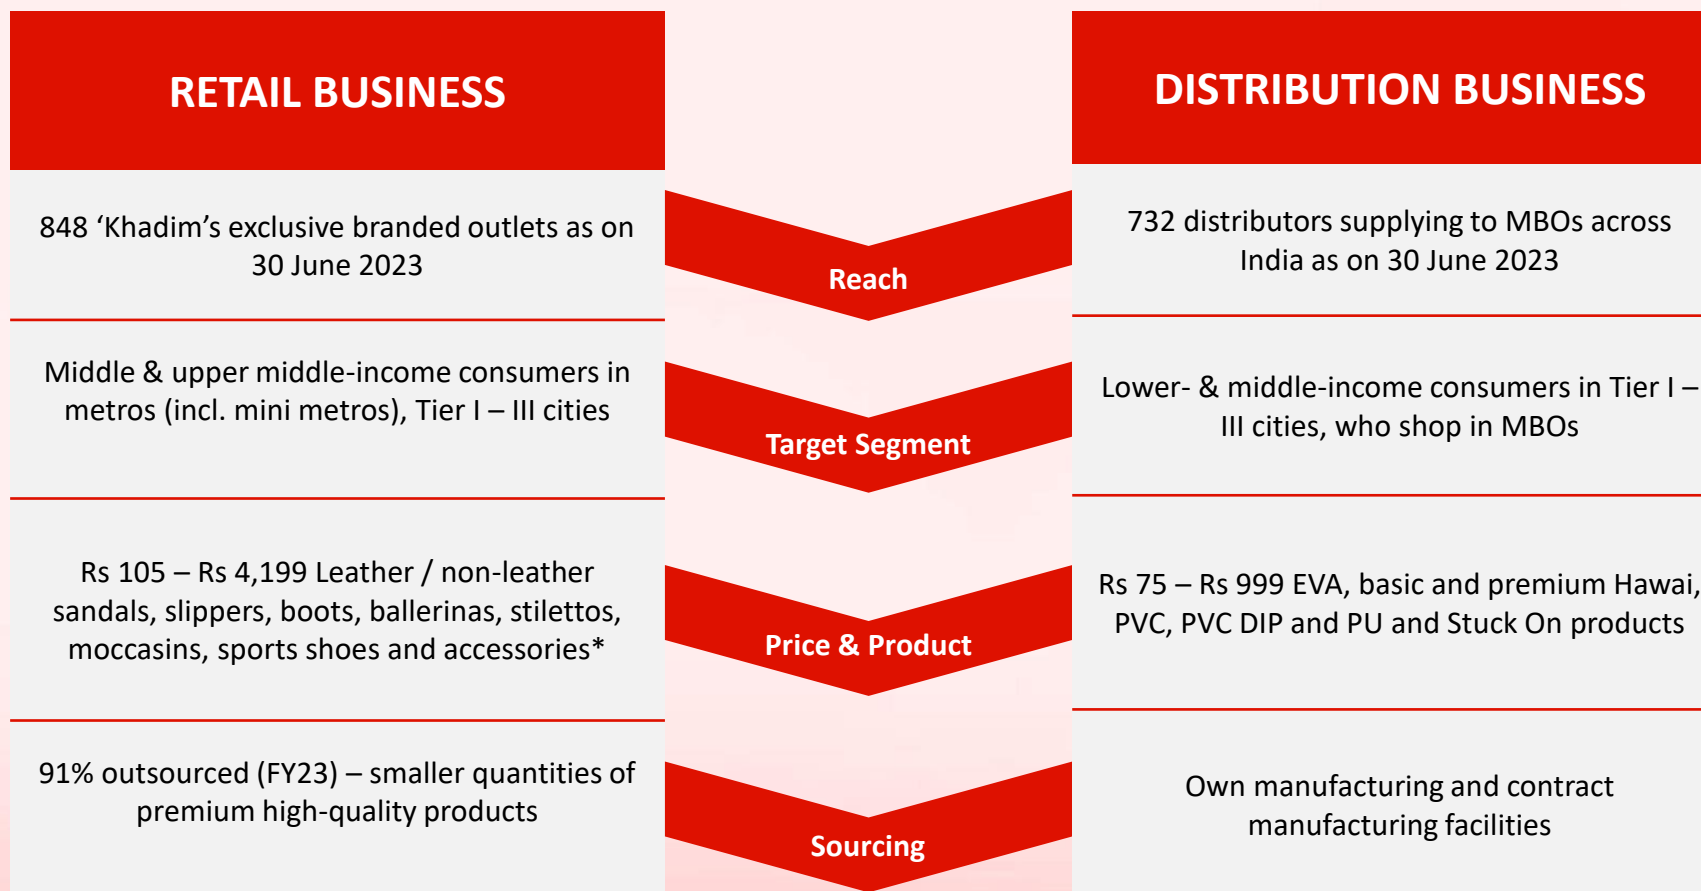 RETAIL BUSINESS
DISTRIBUTION BUSINESS
848 ‘Khadim’s exclusive branded outlets as on
30 June 2023
Reach
732 distributors supplying to MBOs across
India as on 30 June 2023
Middle & upper middle-income consumers in
metros (incl. mini metros), Tier I – III cities
Target Segment
Lower- & middle-income consumers in Tier I –
III cities, who shop in MBOs
Rs 105 – Rs 4,199 Leather / non-leather
sandals, slippers, boots, ballerinas, stilettos,
moccasins, sports shoes and accessories*
Price & Product
Rs 75 – Rs 999 EVA, basic and premium Hawai,
PVC, PVC DIP and PU and Stuck On products
91% outsourced (FY23) – smaller quantities of
premium high-quality products
Sourcing
Own manufacturing and contract
manufacturing facilities